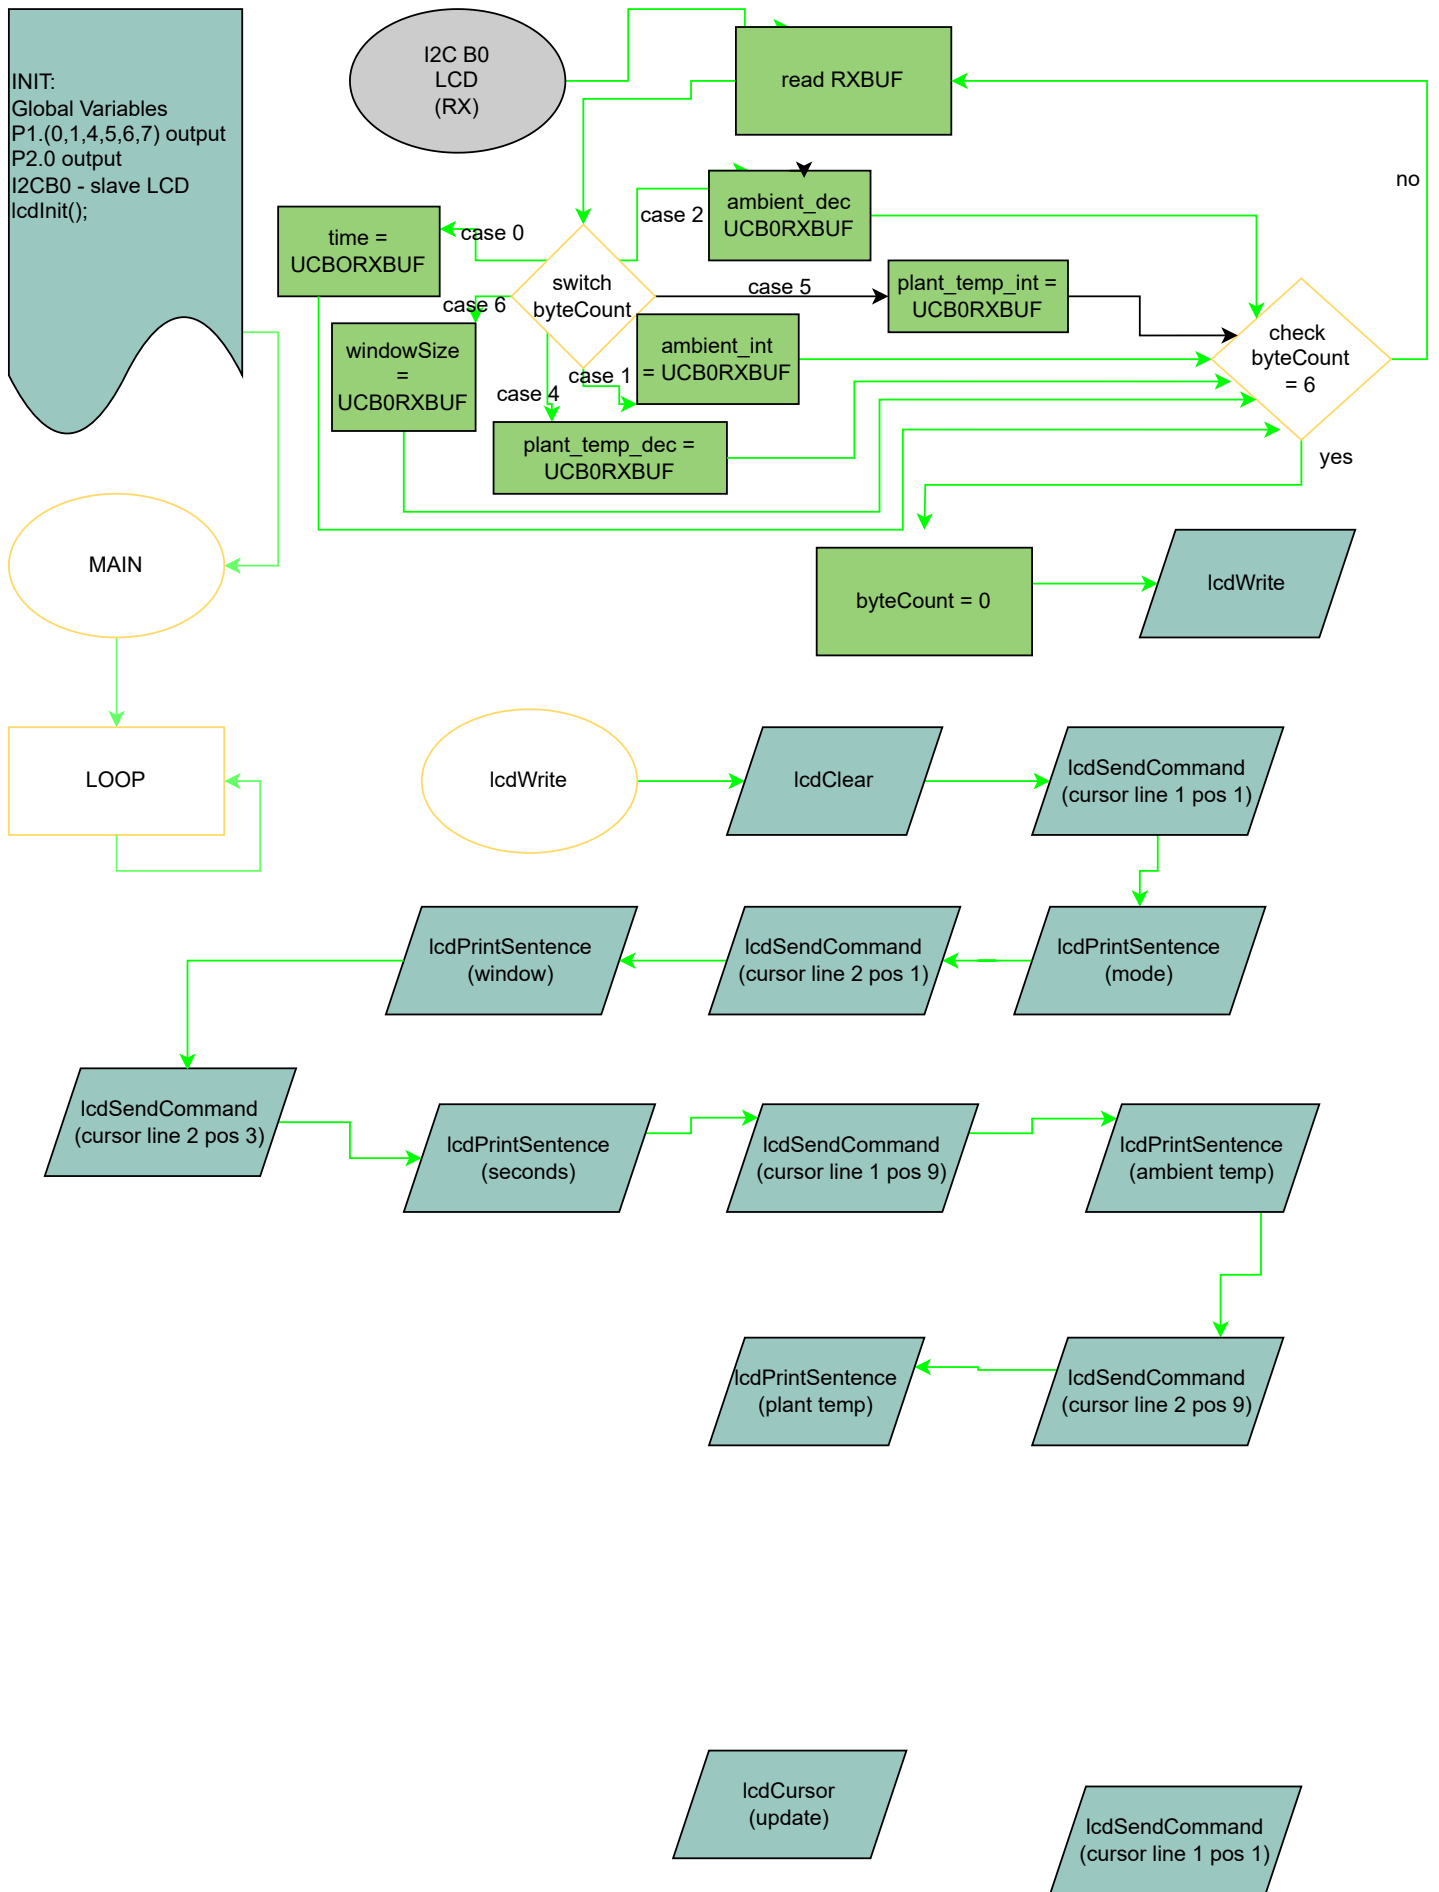 INIT:
Global Variables
P1.(0,1,4,5,6,7) output
P2.0 output
I2CB0 - slave LCD
lcdInit();
I2C B0
LCD
(RX)
read RXBUF
no
case 2
ambient_dec
UCB0RXBUF
case 0
time =
UCBORXBUF
switch
byteCount
case 5
plant_temp_int =
UCB0RXBUF
case 6
windowSize
=
UCB0RXBUF
case 1
ambient_int
= UCB0RXBUF
check
byteCount
= 6
case 4
plant_temp_dec =
UCB0RXBUF
yes
MAIN
byteCount = 0
lcdWrite
LOOP
lcdWrite
lcdClear
lcdSendCommand
(cursor line 1 pos 1)
lcdPrintSentence
(window)
lcdSendCommand
(cursor line 2 pos 1)
lcdPrintSentence
(mode)
lcdSendCommand
(cursor line 2 pos 3)
lcdPrintSentence
(seconds)
lcdSendCommand
(cursor line 1 pos 9)
lcdPrintSentence
(ambient temp)
lcdPrintSentence
(plant temp)
lcdSendCommand
(cursor line 2 pos 9)
lcdCursor
(update)
lcdSendCommand
(cursor line 1 pos 1)